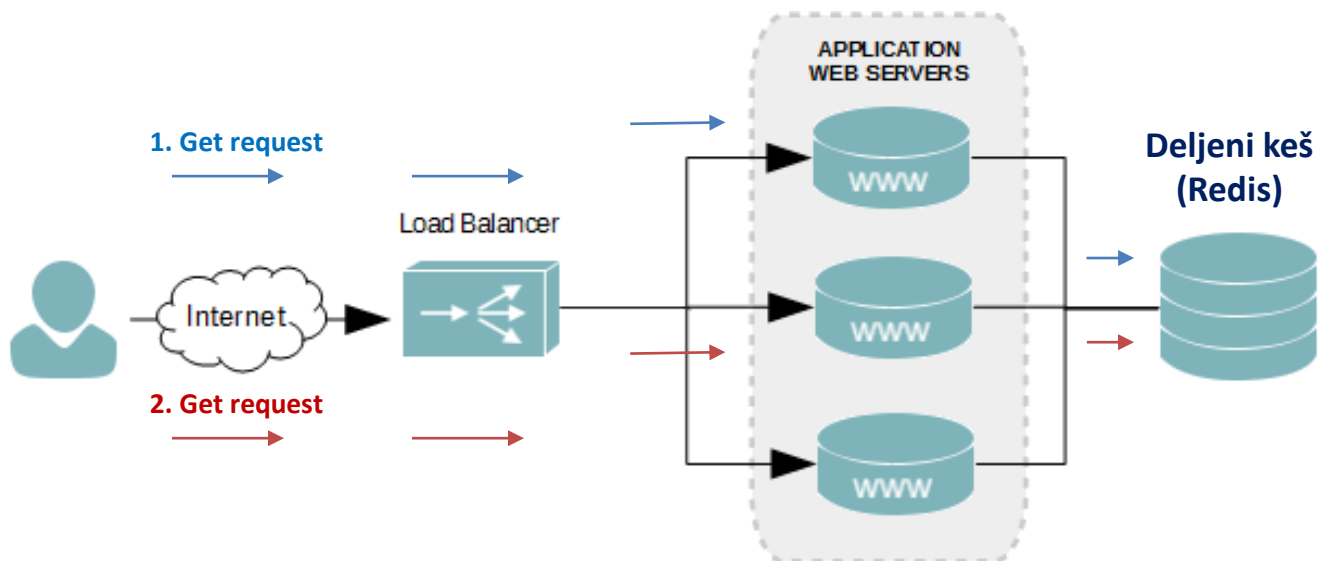 APPLICATION
WEB SERVERS
1. Get request
WWW
Deljeni keš
(Redis)
Load Balancer
Internet
WWW
2. Get request
WWW